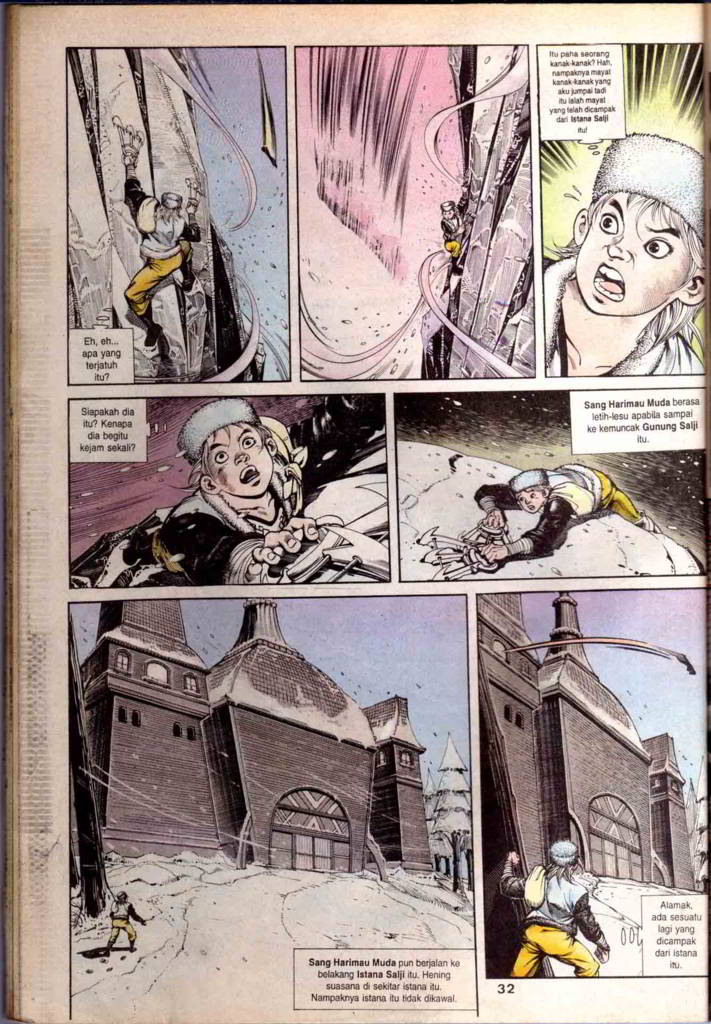 Eh, eh...
apa yang
terjatuh
itu?
Itu paha seorang
kanak-kanak? Hah,
nampaknya mayat
kanak-kanak yang
aku jumpai tadi
itu ialah mayat
yang telah dicampak
dari Istana Salji
itu!
Siapakah dia
itu? Kenapa
dia begitu
kejam sekali?
Sang Harimau Muda berasa
letih-lesu apabila sampai
ke kemuncak Gunung Salji
itu.
Sang Harimau Muda pun berjalan ke
belakang Istana Salji itu. Hening
suasana di sekitar istana itu.
Nampaknya istana itu tidak dikawal.
Alamak,
ada sesuatu
lagi yang
dicampak
dari istana
itu.
32